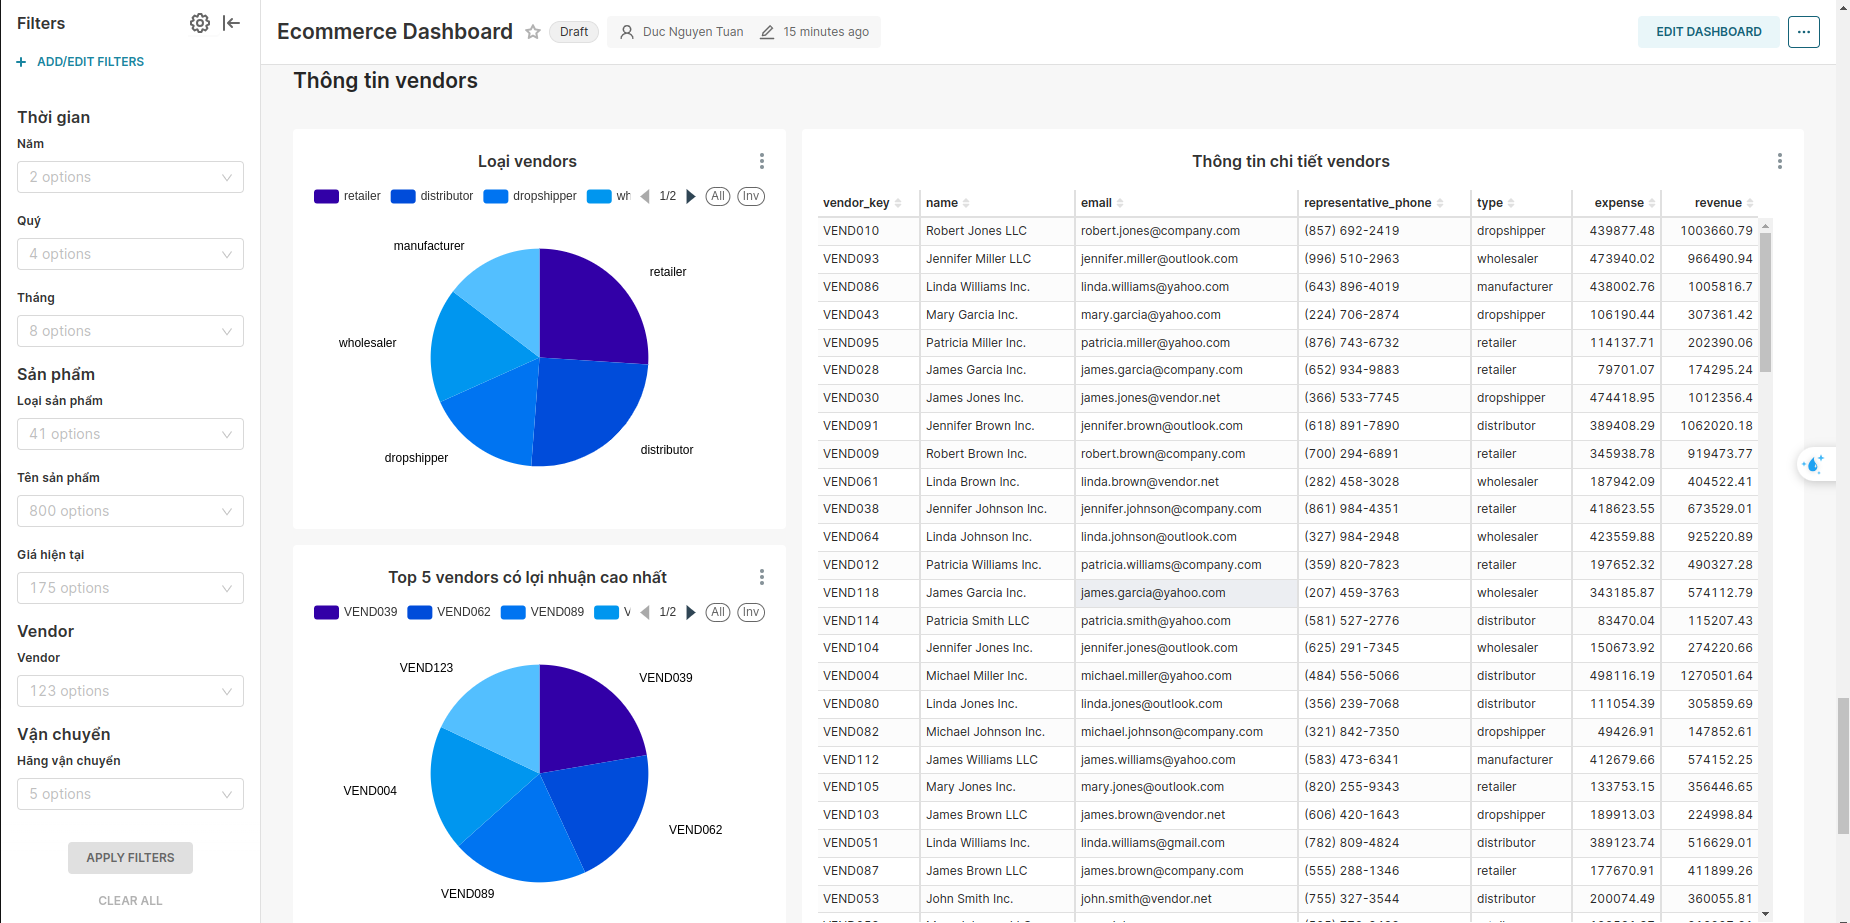 Filters
ADD/EDIT FILTERS
Thời gian
Năm
2 options
Quý
4 options
Tháng
8 options
Sản phẩm
Loại sản phẩm
41 options
Tên sản phẩm
800 options
Giá hiện tại
175 options
Vendor
Vendor
123 options
Vận chuyển
Hãng vận chuyển
5 options
APPLY FILTERS
CLEAR ALL
Ecommerce Dashboard Draft Duc Nguyen Tuan 15 minutes ago EDIT DASHBOARD ...
Thông tin vendors
Loại vendors
retailer distributor dropshipper wh 1/2 All Inv
manufacturer
retailer
wholesaler
distributor
dropshipper
Top 5 vendors có lợi nhuận cao nhất
VEND039 VEND062 VEND089 V 1/2 All Inv
VEND123
VEND039
VEND004
VEND062
VEND089
Thông tin chi tiết vendors
vendor_key name email representative_phone type expense revenue
VEND010 Robert Jones LLC robert.jones@company.com (857) 692-2419 dropshipper 439877.48 1003660.79
VEND093 Jennifer Miller LLC jennifer.miller@outlook.com (996) 510-2963 wholesaler 473940.02 966490.94
VEND086 Linda Williams Inc. linda.williams@yahoo.com (643) 896-4019 manufacturer 438002.76 1005816.7
VEND043 Mary Garcia Inc. mary.garcia@yahoo.com (224) 706-2874 dropshipper 106190.44 307361.42
VEND095 Patricia Miller Inc. patricia.miller@yahoo.com (876) 743-6732 retailer 114137.71 202390.06
VEND028 James Garcia Inc. james.garcia@company.com (652) 934-9883 retailer 79701.07 174295.24
VEND030 James Jones Inc. james.jones@vendor.net (366) 533-7745 dropshipper 474418.95 1012356.4
VEND091 Jennifer Brown Inc. jennifer.brown@outlook.com (618) 891-7890 distributor 389408.29 1062020.18
VEND009 Robert Brown Inc. robert.brown@company.com (700) 294-6891 retailer 345938.78 919473.77
VEND061 Linda Brown Inc. linda.brown@vendor.net (282) 458-3028 wholesaler 187942.09 404522.41
VEND038 Jennifer Johnson Inc. jennifer.johnson@company.com (861) 984-4351 retailer 418623.55 673529.01
VEND064 Linda Johnson Inc. linda.johnson@outlook.com (327) 984-2948 wholesaler 423559.88 925220.89
VEND012 Patricia Williams Inc. patricia.williams@company.com (359) 820-7823 retailer 197652.32 490327.28
VEND118 James Garcia Inc. james.garcia@yahoo.com (207) 459-3763 wholesaler 343185.87 574112.79
VEND114 Patricia Smith LLC patricia.smith@yahoo.com (581) 527-2776 distributor 83470.04 115207.43
VEND104 Jennifer Jones Inc. jennifer.jones@outlook.com (625) 291-7345 wholesaler 150673.92 274220.66
VEND004 Michael Miller Inc. michael.miller@yahoo.com (484) 556-5066 distributor 498116.19 1270501.64
VEND080 Linda Jones Inc. linda.jones@outlook.com (356) 239-7068 distributor 111054.39 305859.69
VEND082 Michael Johnson Inc. michael.johnson@company.com (321) 842-7350 dropshipper 49426.91 147852.61
VEND112 James Williams LLC james.williams@yahoo.com (583) 473-6341 manufacturer 412679.66 574152.25
VEND105 Mary Jones Inc. mary.jones@outlook.com (820) 255-9343 retailer 133753.15 356446.65
VEND103 James Brown LLC james.brown@vendor.net (606) 420-1643 dropshipper 189913.03 224998.84
VEND051 Linda Williams Inc. linda.williams@gmail.com (782) 809-4824 distributor 389123.74 516629.01
VEND087 James Brown LLC james.brown@company.com (555) 288-1346 retailer 177670.91 411899.26
VEND053 John Smith Inc. john.smith@vendor.net (755) 327-3544 distributor 200074.49 360055.81